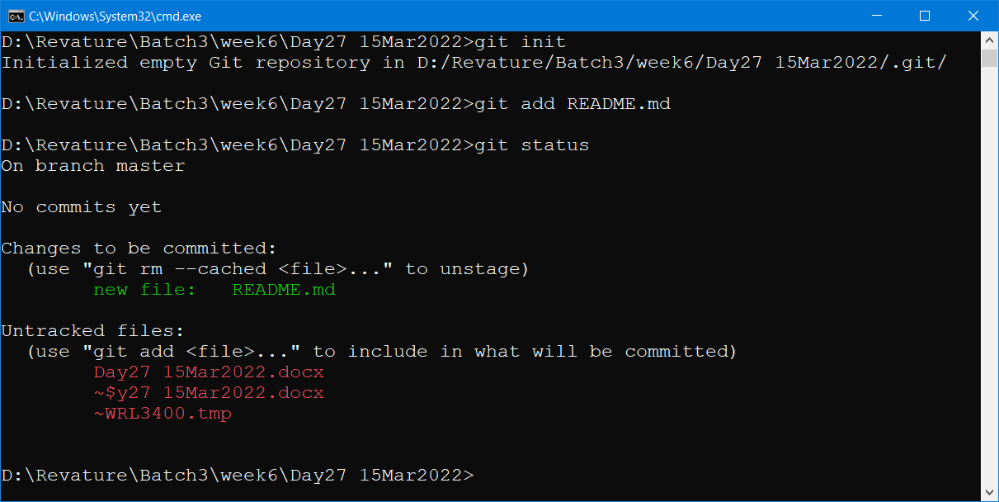 C:\Windows\System32\cmd.exe
D:\Revature\Batch3\week6\Day27 15Mar2022>git init
Initialized empty Git repository in D:/Revature/Batch3/week6/Day27 15Mar2022/.git/
D:\Revature\Batch3\week6\Day27 15Mar2022>git add README.md
D:\Revature\Batch3\week6\Day27 15Mar2022>git status
On branch master
No commits yet
Changes to be committed:
  (use "git rm --cached <file>..." to unstage)
        new file:   README.md
Untracked files:
  (use "git add <file>..." to include in what will be committed)
        Day27 15Mar2022.docx
        ~$y27 15Mar2022.docx
        ~WRL3400.tmp
D:\Revature\Batch3\week6\Day27 15Mar2022>